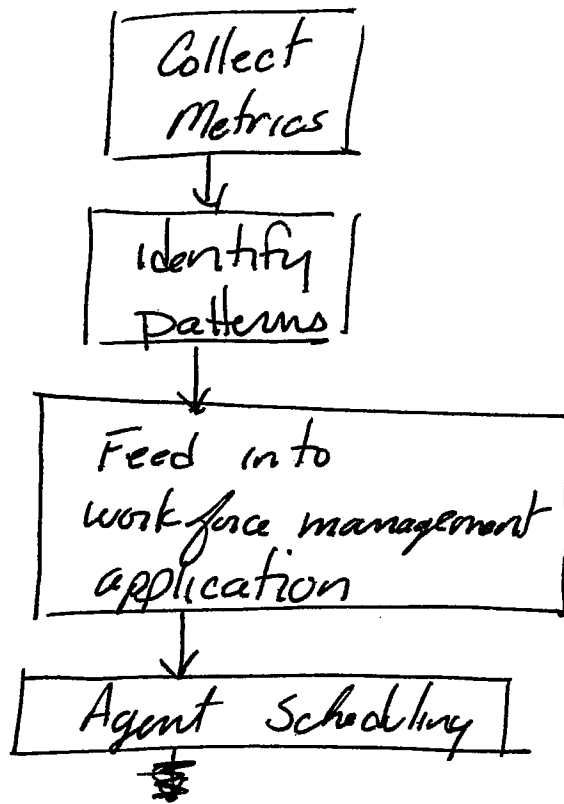 Collect
Metrics
identify
patterns
Feed into
workforce management
application
Agent Scheduling